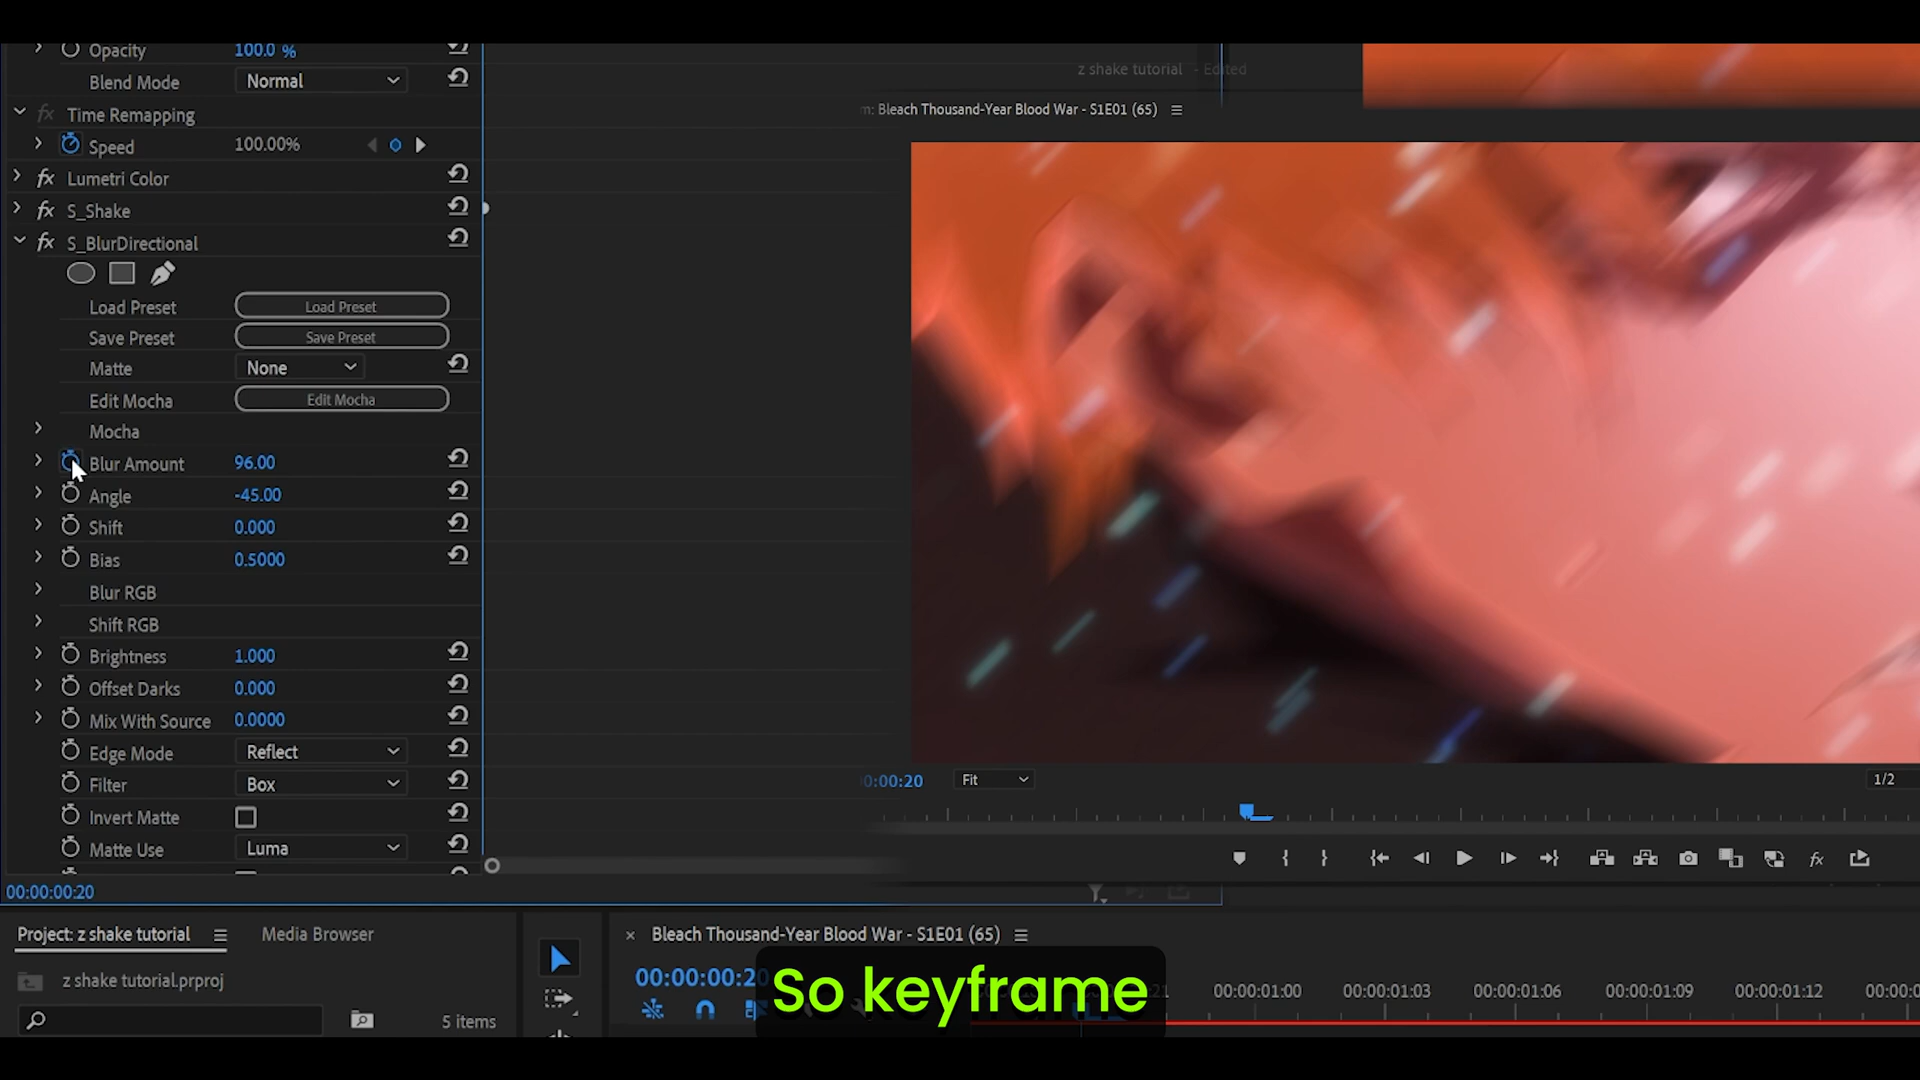 Opacity 100.0 %
z shake tutorial - Edited
Blend Mode Normal
Time Remapping
m: Bleach Thousand-Year Blood War - S1E01 (65)
Speed 100.00%
fx Lumetri Color
fx S_Shake
fx S_BlurDirectional
Load Preset Load Preset
Save Preset Save Preset
Matte None
Edit Mocha Edit Mocha
Mocha
Blur Amount 96.00
Angle -45.00
Shift 0.000
Bias 0.5000
Blur RGB
Shift RGB
Brightness 1.000
Offset Darks 0.000
Mix With Source 0.0000
Edge Mode Reflect
0:00:20 Fit 1/2
Filter Box
Invert Matte
Matte Use Luma
00:00:00:20
Project: z shake tutorial Media Browser
Bleach Thousand-Year Blood War - S1E01 (65)
z shake tutorial.prproj
00:00:00:20
00:00:01:00 00:00:01:03 00:00:01:06 00:00:01:09 00:00:01:12 00:00:0
5 items
So keyframe